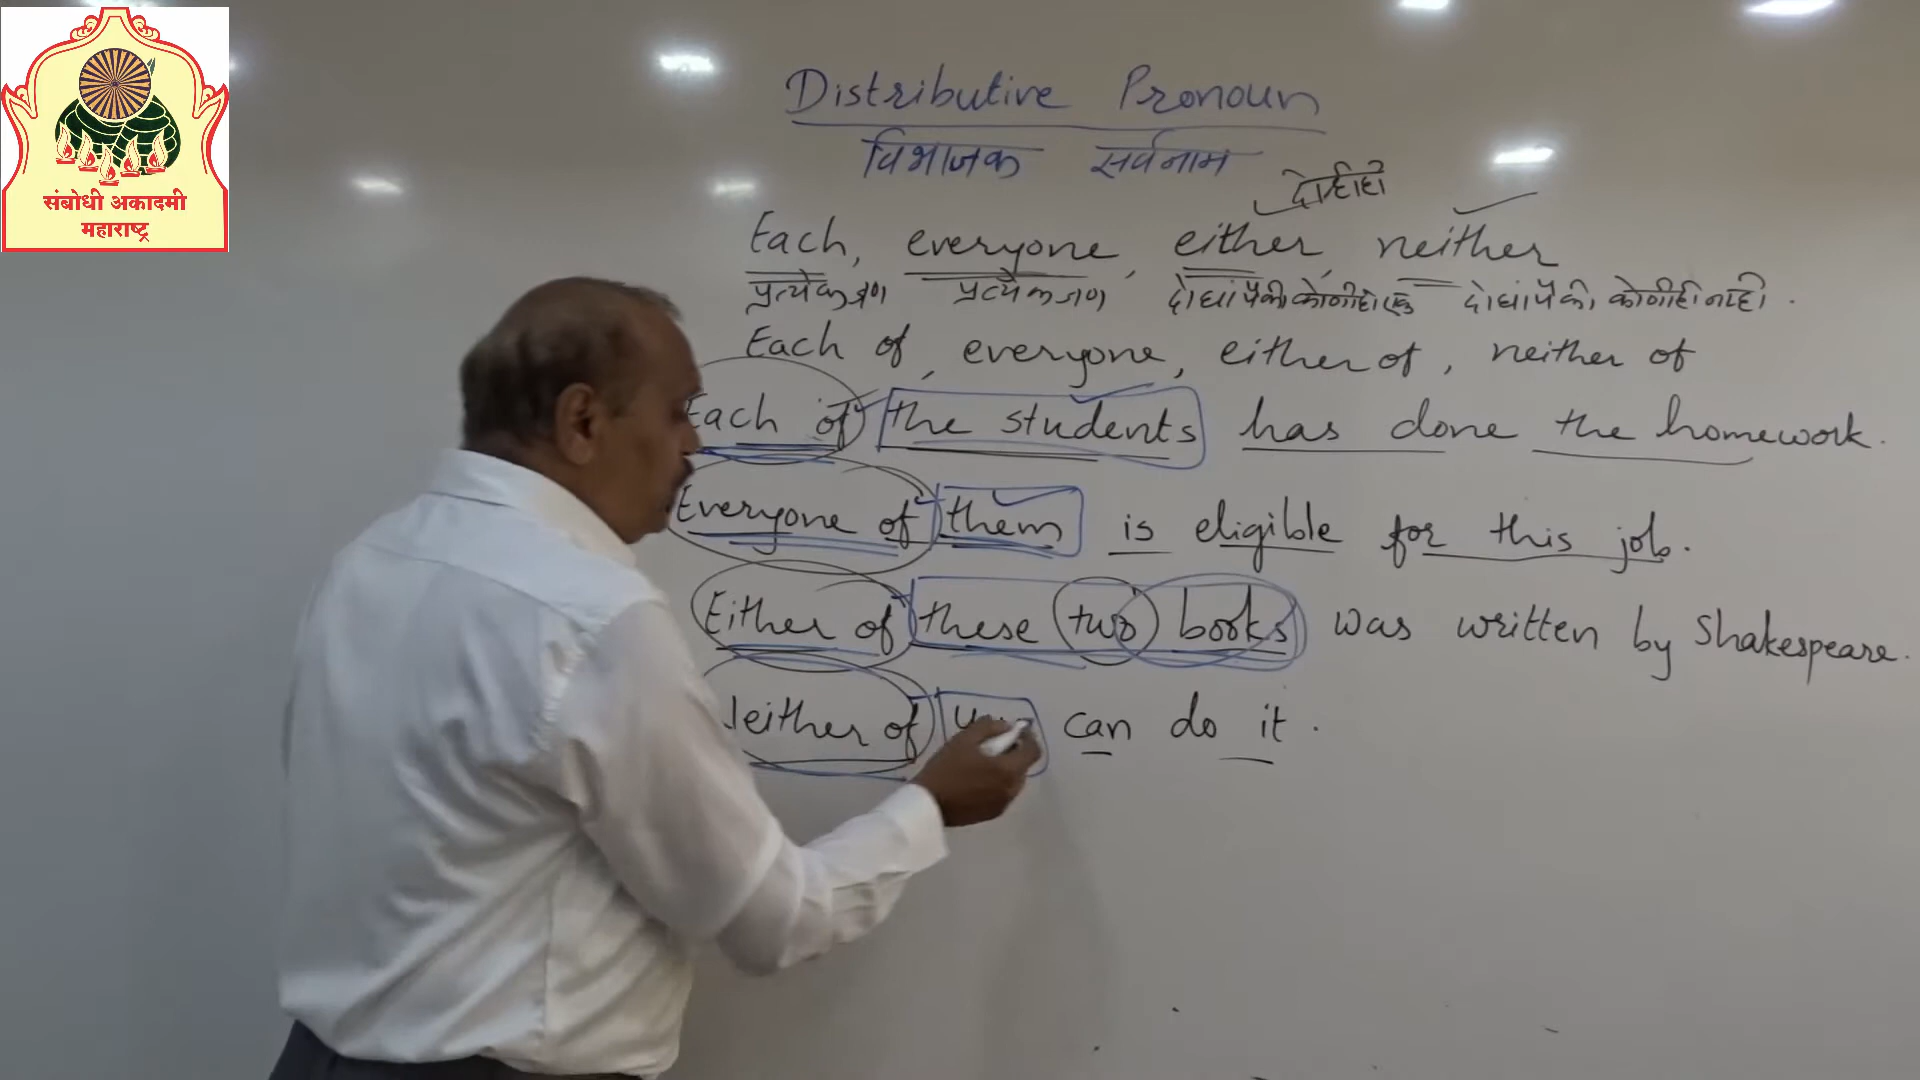 संबोधी अकादमी
महाराष्ट्र
Distributive Pronoun
विभाजक सर्वनाम
Each, everyone, either, neither
प्रत्येकजण प्रत्येकजण दोघांपैकी कोणीही एक दोघांपैकी कोणीही नाही.
Each of, everyone, either of, neither of
Each of the students has done the homework.
Everyone of them is eligible for this job.
Either of these two books was written by Shakespeare.
Neither of can do it.